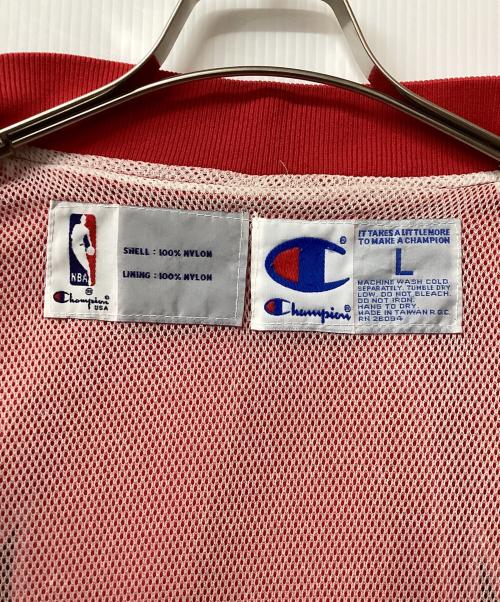 NBA
Champion
USA
SHELL : 100% NYLON
LINING : 100% NYLON
Champion
IT TAKES A LITTLE MORE
TO MAKE A CHAMPION
L
MACHINE WASH COLD.
SEPARATLY. TUMBLE DRY
LOW. DO NOT BLEACH.
DO NOT IRON.
HANG TO DRY.
MADE IN TAIWAN R.O.C
RN 26094